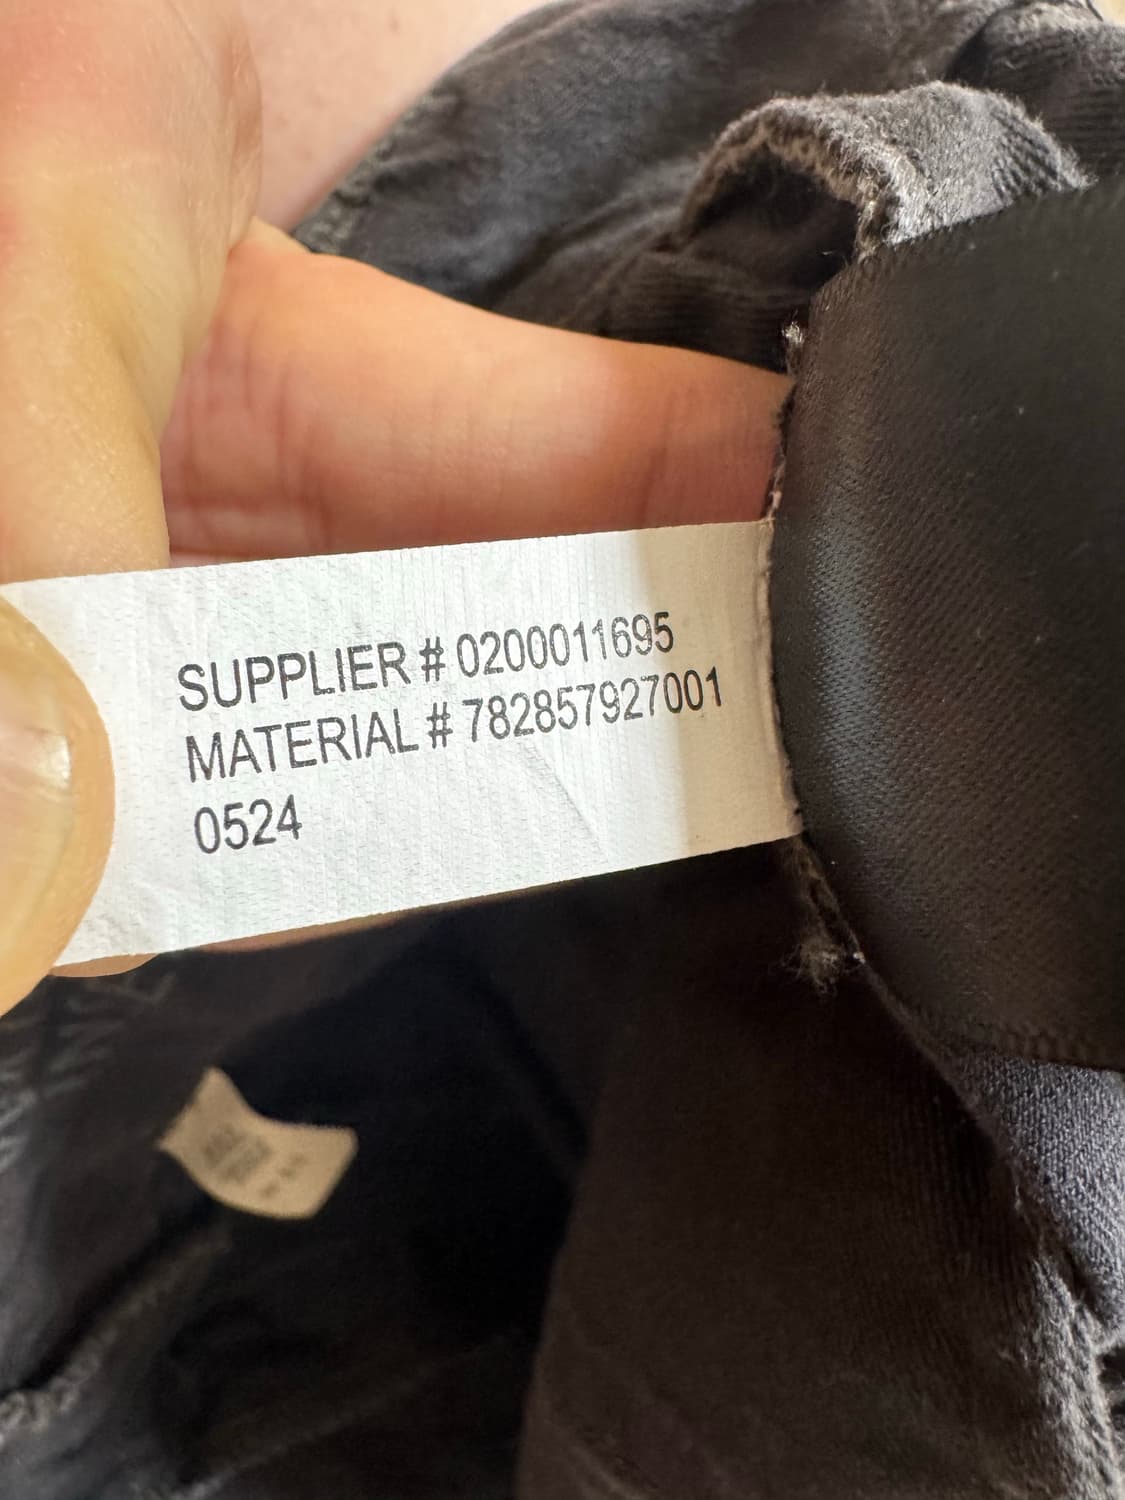 SUPPLIER # 0200011695
MATERIAL # 782857927001
0524